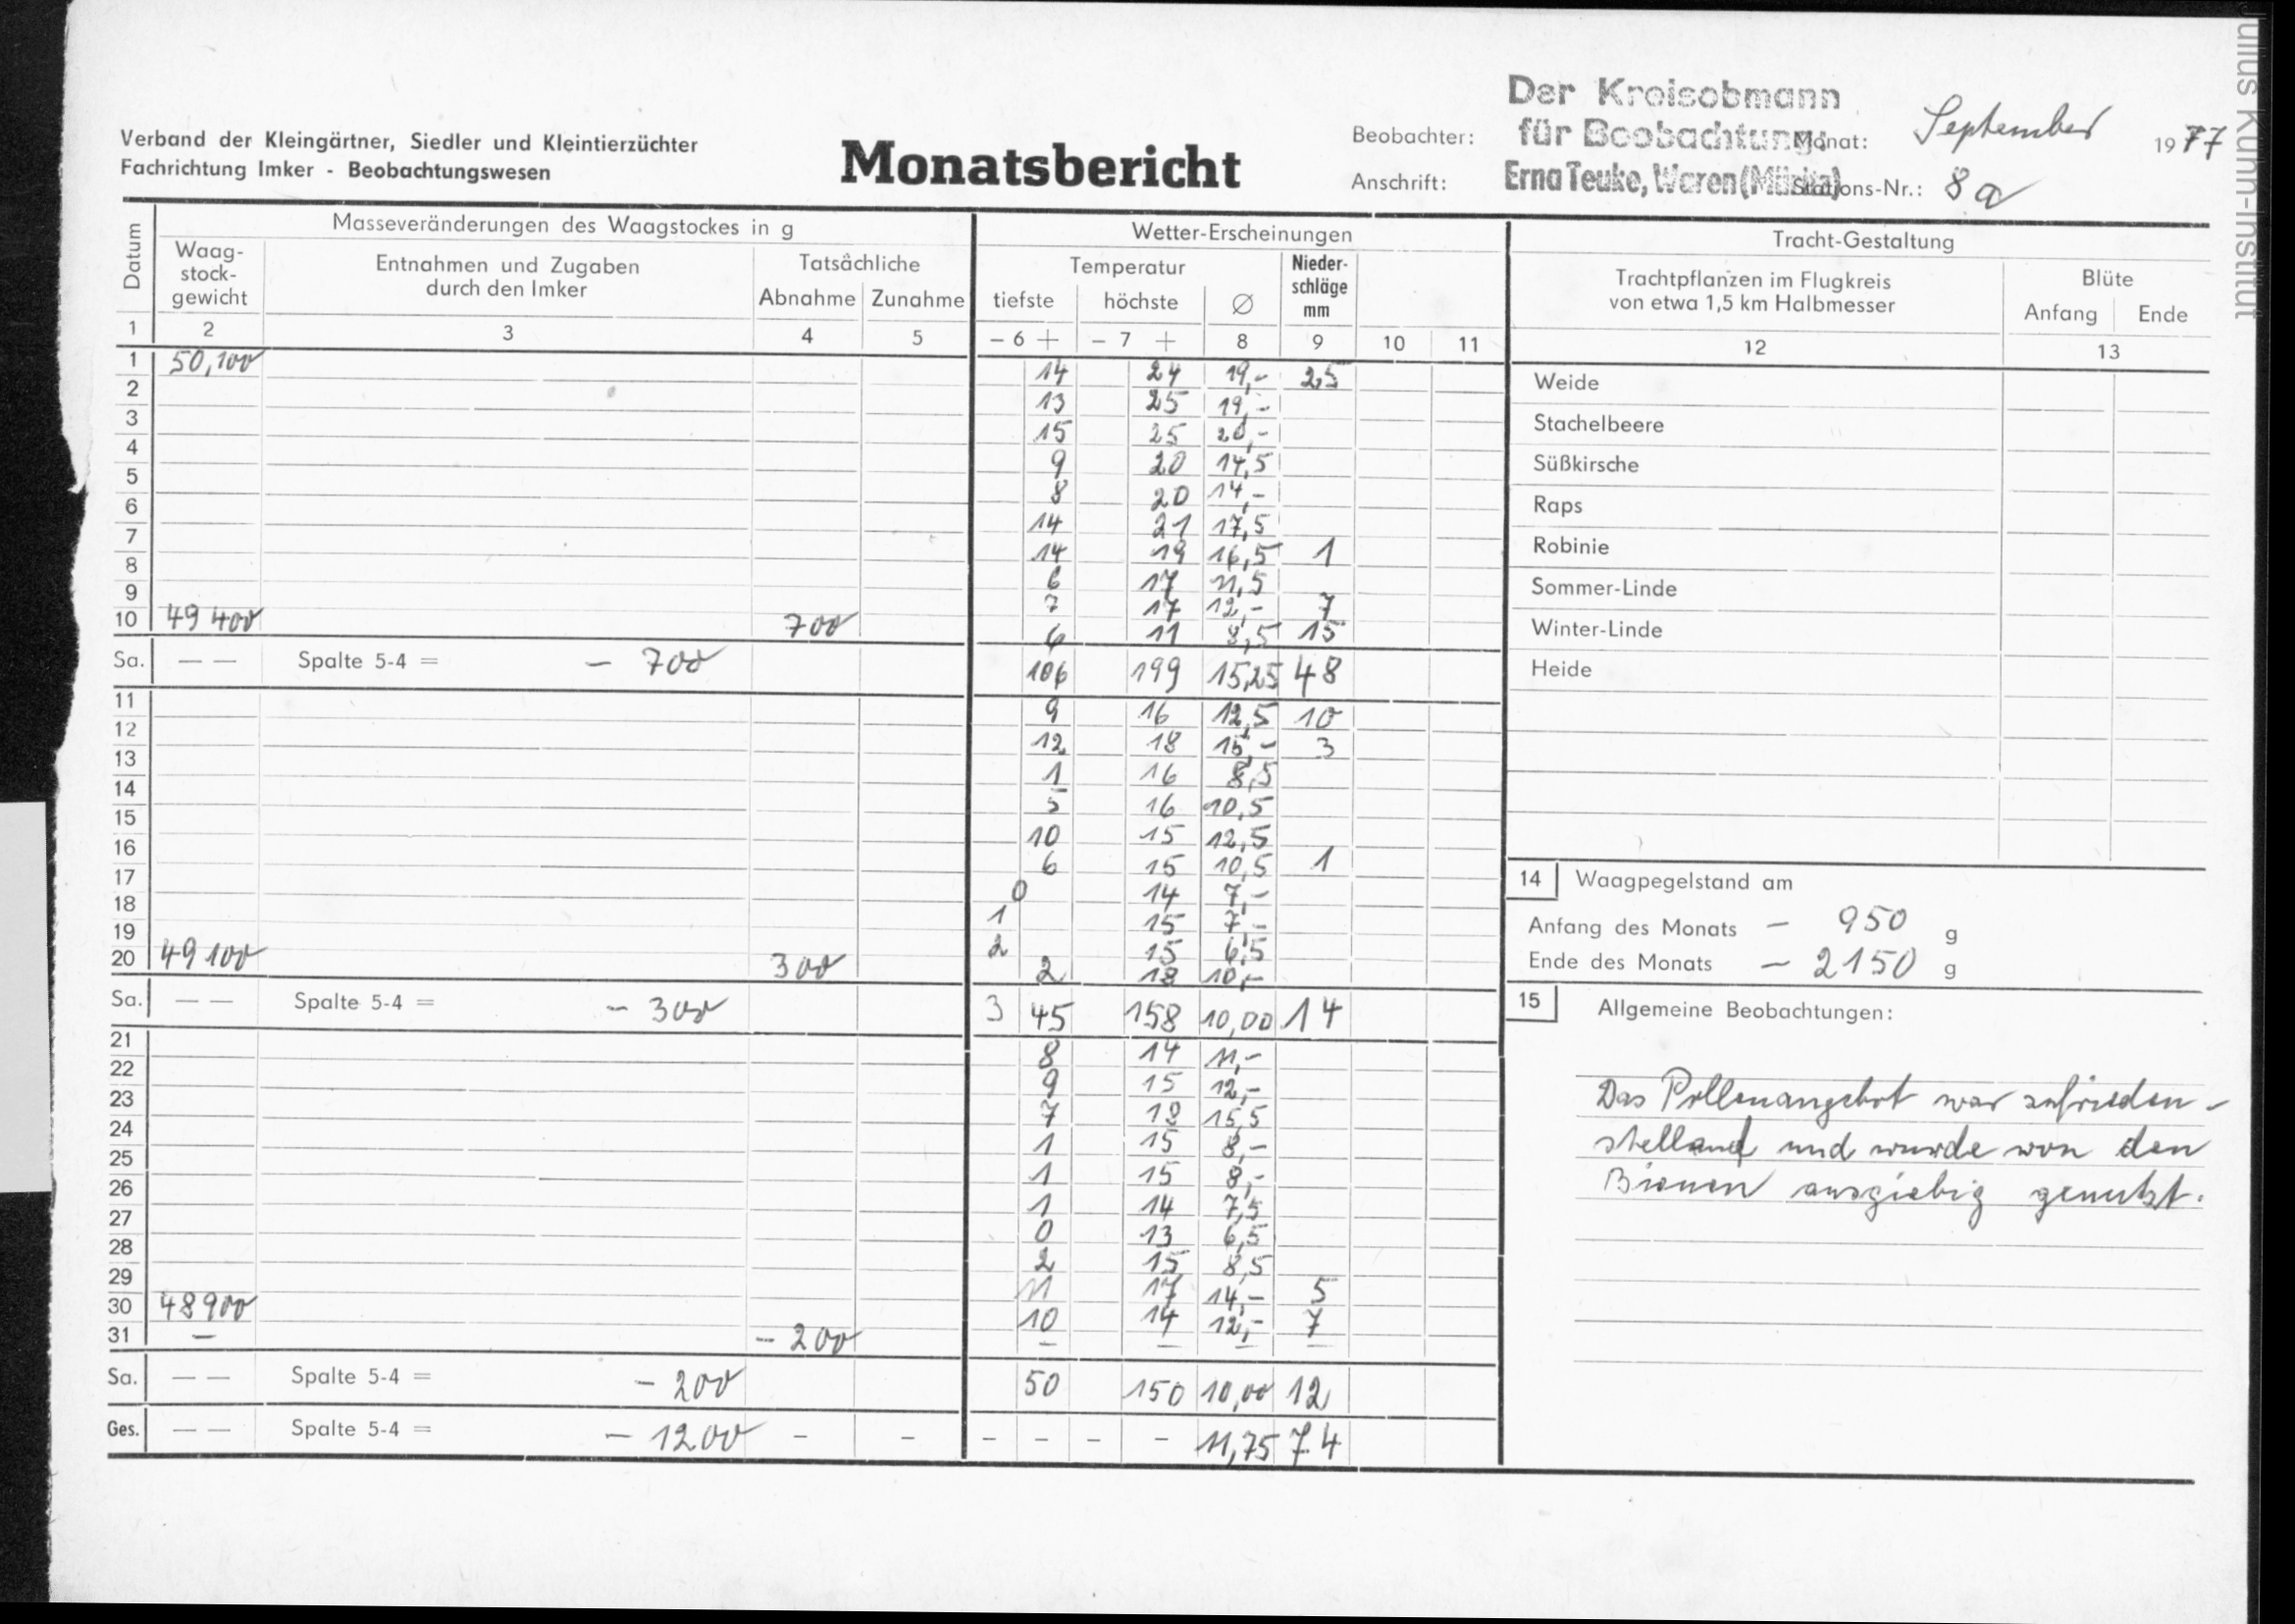 Julius Kühn-Institut
Verband der Kleingärtner, Siedler und Kleintierzüchter
Fachrichtung Imker - Beobachtungswesen
Monatsbericht
Beobachter:
Anschrift:
Der Kreisobmann
für Beobachtung
Erna Teuke, Waren (Müritz)
Monat: September 1977
Stations-Nr.: 8a
Datum
Masseveränderungen des Waagstockes in g
Wetter-Erscheinungen
Tracht-Gestaltung
Waag-
stock-
gewicht
Entnahmen und Zugaben
durch den Imker
Tatsächliche
Abnahme Zunahme
Temperatur
tiefste höchste Ø
Nieder-
schläge
mm
Trachtpflanzen im Flugkreis
von etwa 1,5 km Halbmesser
Blüte
Anfang Ende
1 2 3 4 5 - 6 + - 7 + 8 9 10 11 12 13
1 50,100 14 24 19,- 25
2 13 25 19,-
3 15 25 20,-
4 9 20 14,5
5 8 20 14,-
6 14 21 17,5
7 14 19 16,5 1
8 6 17 11,5
9 7 17 12,- 7
10 49 400 700 6 11 8,5 15
Sa. — — Spalte 5-4 = - 700 106 199 15,25 48
11 9 16 12,5 10
12 12 18 15,- 3
13 1 16 8,5
14 5 16 10,5
15 10 15 12,5
16 6 15 10,5 1
17 0 14 7,-
18 1 15 7,-
19 2 15 6,5
20 49 100 300 2 18 10,-
Sa. — — Spalte 5-4 = - 300 3 45 158 10,00 14
21 8 14 11,-
22 9 15 12,-
23 7 18 15,5
24 1 15 8,-
25 1 15 8,-
26 1 14 7,5
27 0 13 6,5
28 2 15 8,5
29 11 17 14,- 5
30 48900 10 14 12,- 7
31 - - 200 - - - -
Sa. — — Spalte 5-4 = - 200 50 150 10,00 12
Ges. — — Spalte 5-4 = - 1200 - - - - - - 11,75 74
Weide
Stachelbeere
Süßkirsche
Raps
Robinie
Sommer-Linde
Winter-Linde
Heide
14 Waagpegelstand am
Anfang des Monats - 950 g
Ende des Monats - 2150 g
15 Allgemeine Beobachtungen:
Das Pollenangebot war zufrieden-
stellend und wurde von den
Bienen ausgiebig genutzt.